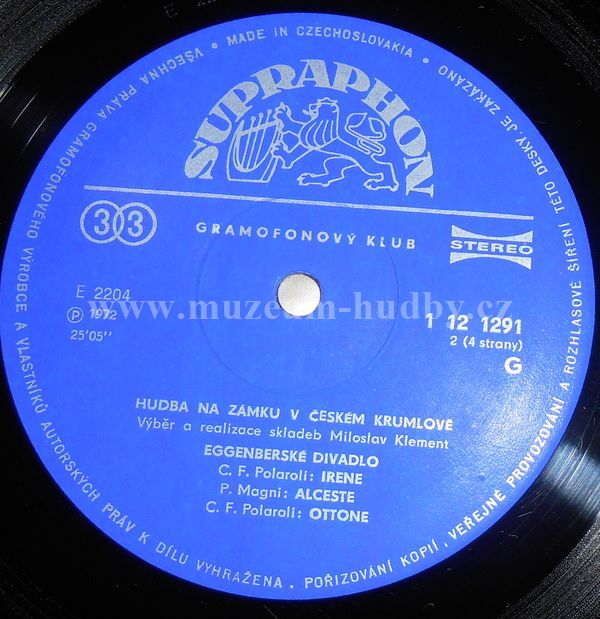 VŠECHNA PRÁVA GRAMOFONOVÉHO VÝROBCE A VLASTNÍKŮ AUTORSKÝCH PRÁV K DÍLU VYHRAŽENA. POŘIZOVÁNÍ KOPIÍ, VEŘEJNÉ PROVOZOVÁNÍ A ROZHLASOVÉ ŠÍŘENÍ TÉTO DESKY JE ZAKÁZÁNO • MADE IN CZECHOSLOVAKIA •
SUPRAPHON
33
GRAMOFONOVÝ KLUB
STEREO
E 2204
Ⓟ 1972
25'05"
www.muzeum-hudby.cz
1 12 1291
2 (4 strany)
G
HUDBA NA ZÁMKU V ČESKÉM KRUMLOVĚ
Výběr a realizace skladeb Miloslav Klement
EGGENBERSKÉ DIVADLO
C. F. Polaroli: IRENE
P. Magni: ALCESTE
C. F. Polaroli: OTTONE